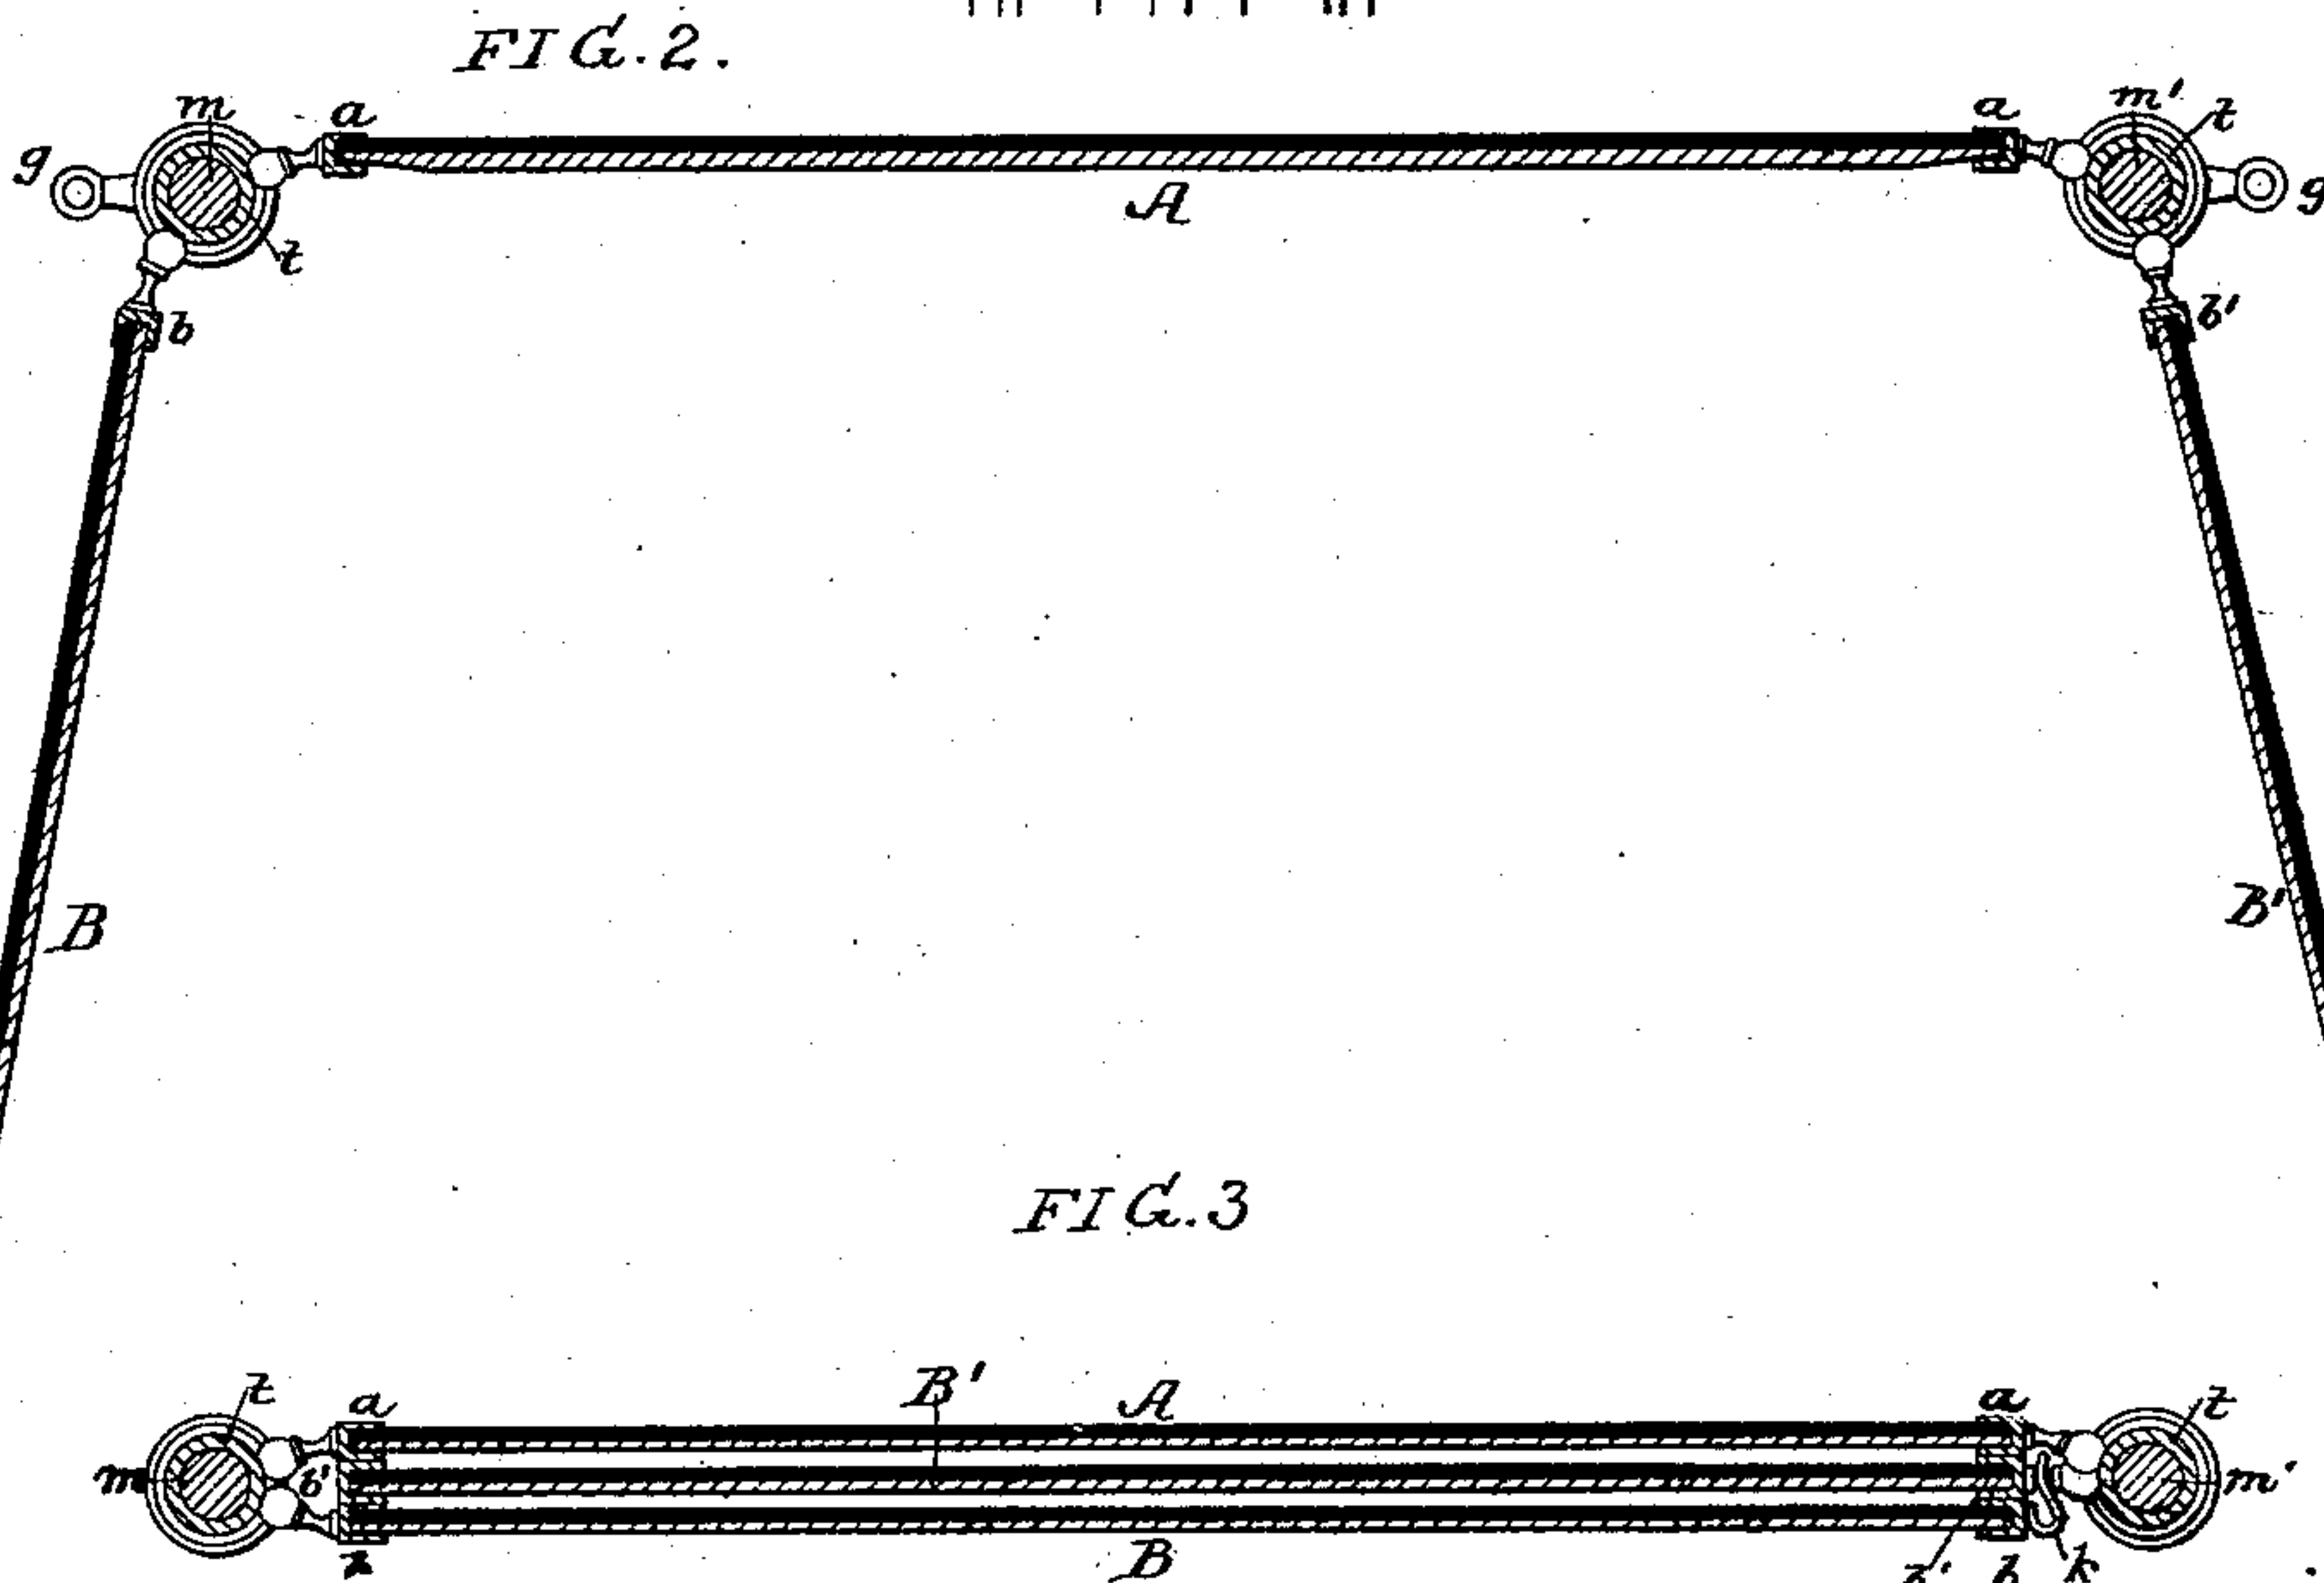 FIG. 2.
m a a m' t
g g
A
t
b b'
B B'
FIG. 3
t a B' A a t
m b' m'
B b' b k